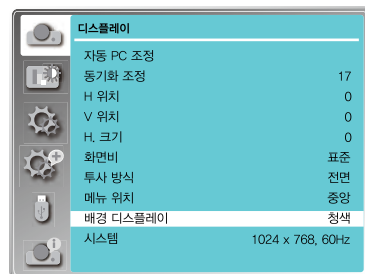 디스플레이
자동 PC 조정
동기화 조정 17
H 위치 0
V 위치 0
H. 크기 0
화면비 표준
투사 방식 전면
메뉴 위치 중앙
배경 디스플레이 청색
시스템 1024 x 768, 60Hz